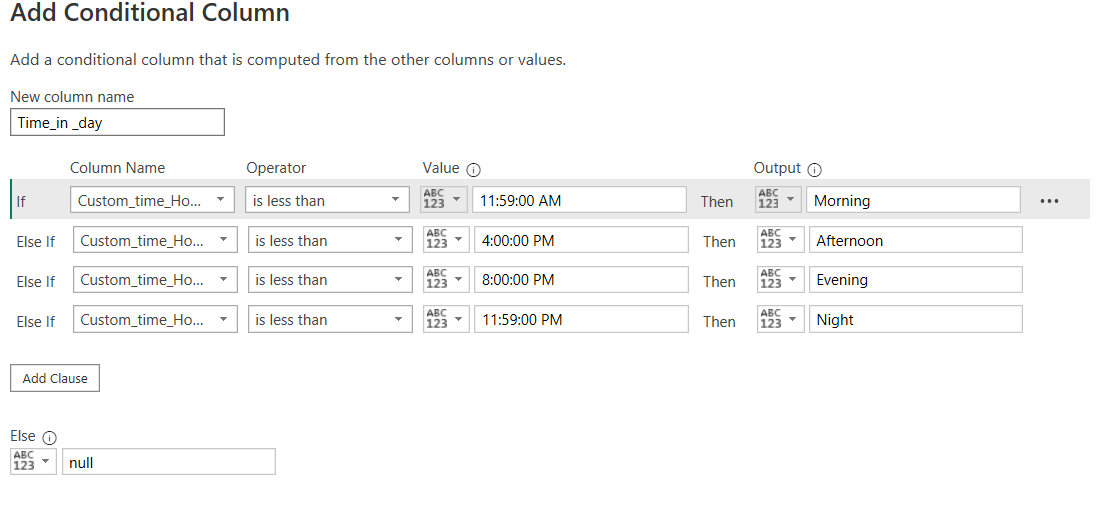 Add Conditional Column
Add a conditional column that is computed from the other columns or values.
New column name
Time_in _day
Column Name Operator Value Output
If Custom_time_Ho... is less than ABC 123 11:59:00 AM Then ABC 123 Morning
Else If Custom_time_Ho... is less than ABC 123 4:00:00 PM Then ABC 123 Afternoon
Else If Custom_time_Ho... is less than ABC 123 8:00:00 PM Then ABC 123 Evening
Else If Custom_time_Ho... is less than ABC 123 11:59:00 PM Then ABC 123 Night
Add Clause
Else
ABC 123 null